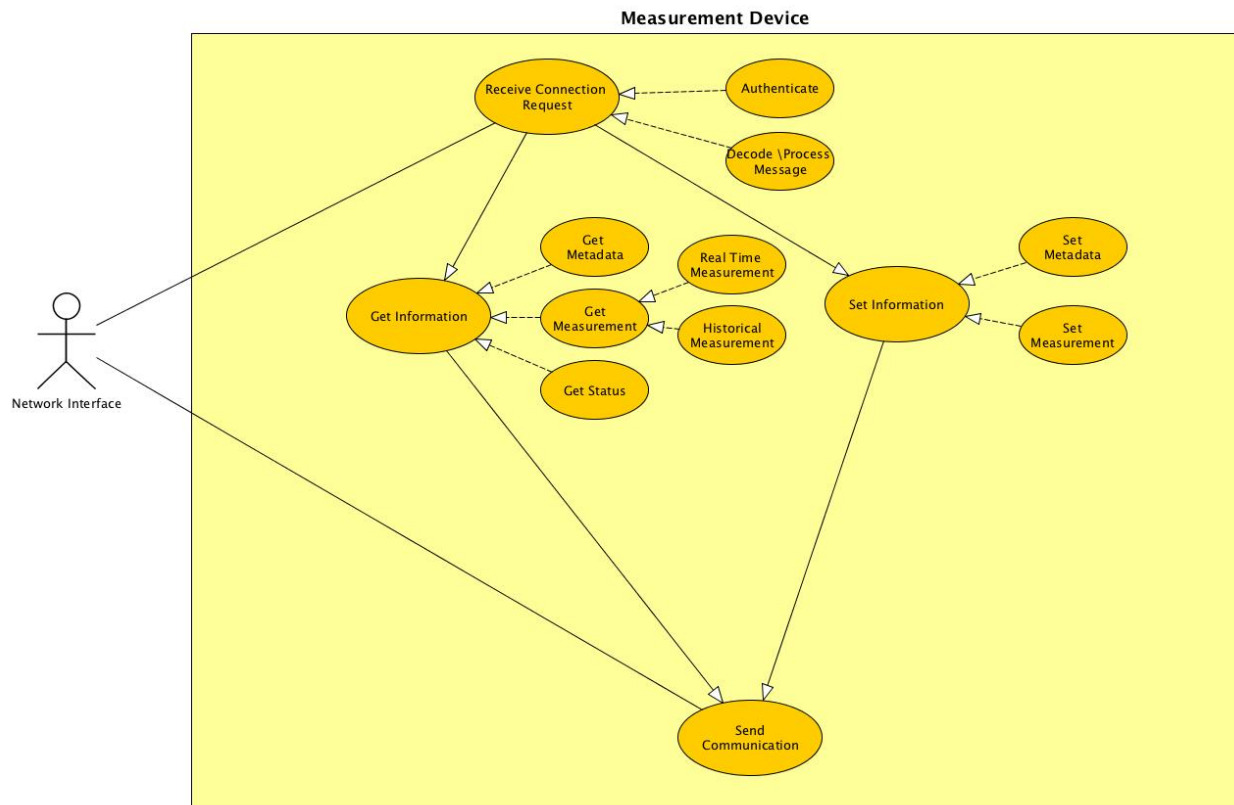 Measurement Device
Receive Connection
Request
Authenticate
Decode \Process
Message
Get
Metadata
Real Time
Measurement
Set
Metadata
Get Information
Get
Measurement
Historical
Measurement
Set Information
Set
Measurement
Get Status
Network Interface
Send
Communication